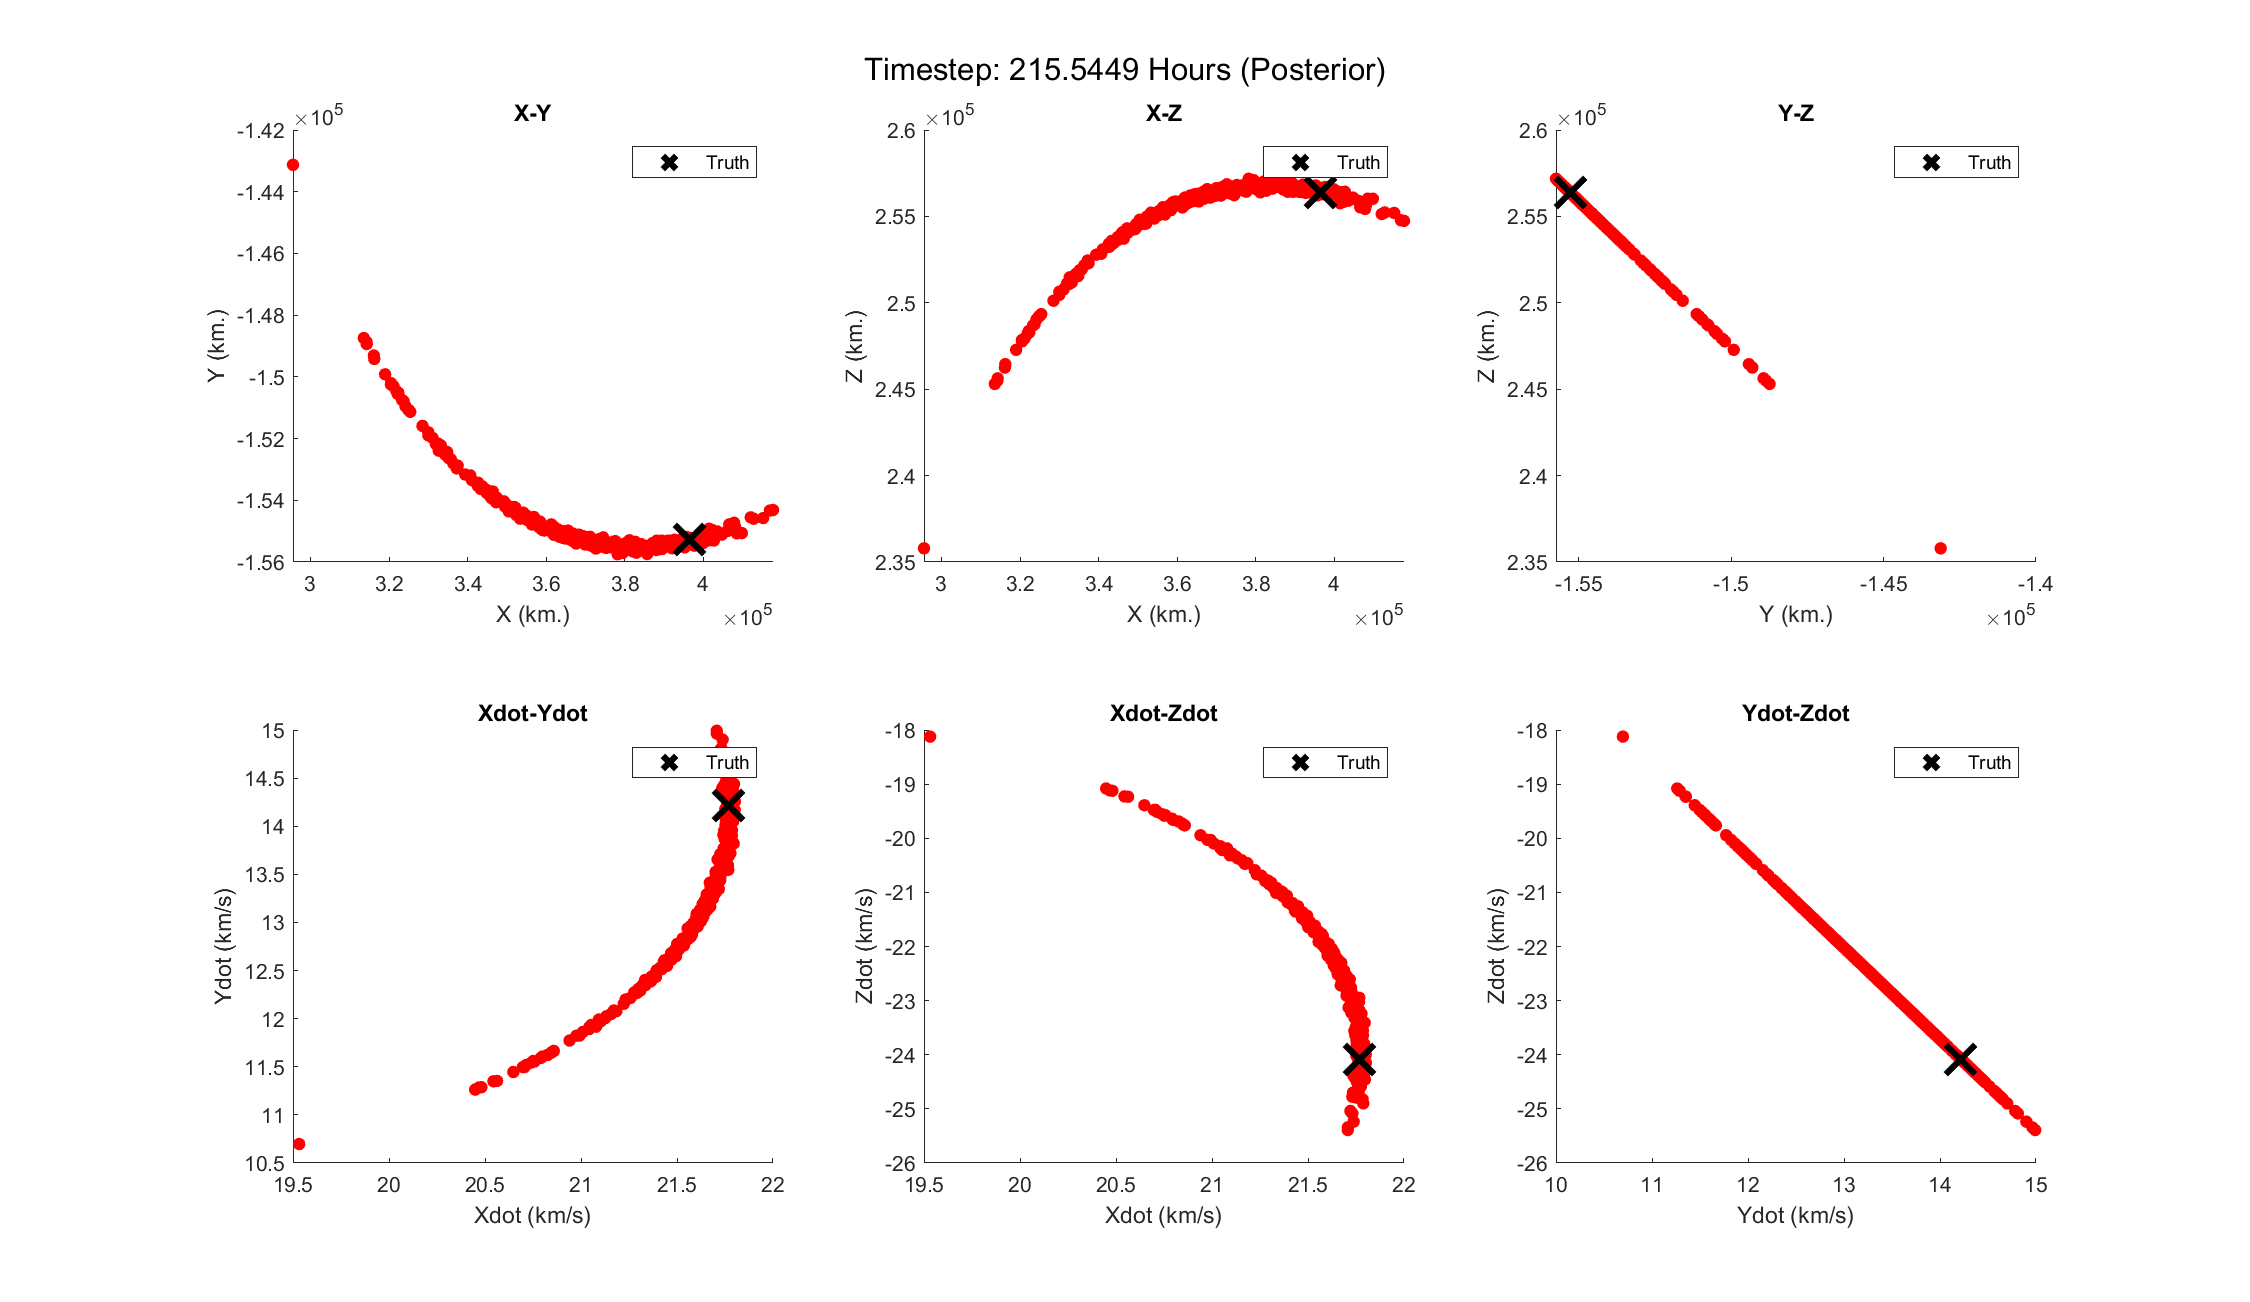 Timestep: 215.5449 Hours (Posterior)
X-Y
×10^5
-1.42
-1.44
-1.46
-1.48
-1.5
-1.52
-1.54
-1.56
Y (km.)
3 3.2 3.4 3.6 3.8 4
X (km.)
×10^5
Truth
X-Z
×10^5
2.6
2.55
2.5
2.45
2.4
2.35
Z (km.)
3 3.2 3.4 3.6 3.8 4
X (km.)
×10^5
Truth
Y-Z
×10^5
2.6
2.55
2.5
2.45
2.4
2.35
Z (km.)
-1.55 -1.5 -1.45 -1.4
Y (km.)
×10^5
Truth
Xdot-Ydot
15
14.5
14
13.5
13
12.5
12
11.5
11
10.5
Ydot (km/s)
19.5 20 20.5 21 21.5 22
Xdot (km/s)
Truth
Xdot-Zdot
-18
-19
-20
-21
-22
-23
-24
-25
-26
Zdot (km/s)
19.5 20 20.5 21 21.5 22
Xdot (km/s)
Truth
Ydot-Zdot
-18
-19
-20
-21
-22
-23
-24
-25
-26
Zdot (km/s)
10 11 12 13 14 15
Ydot (km/s)
Truth